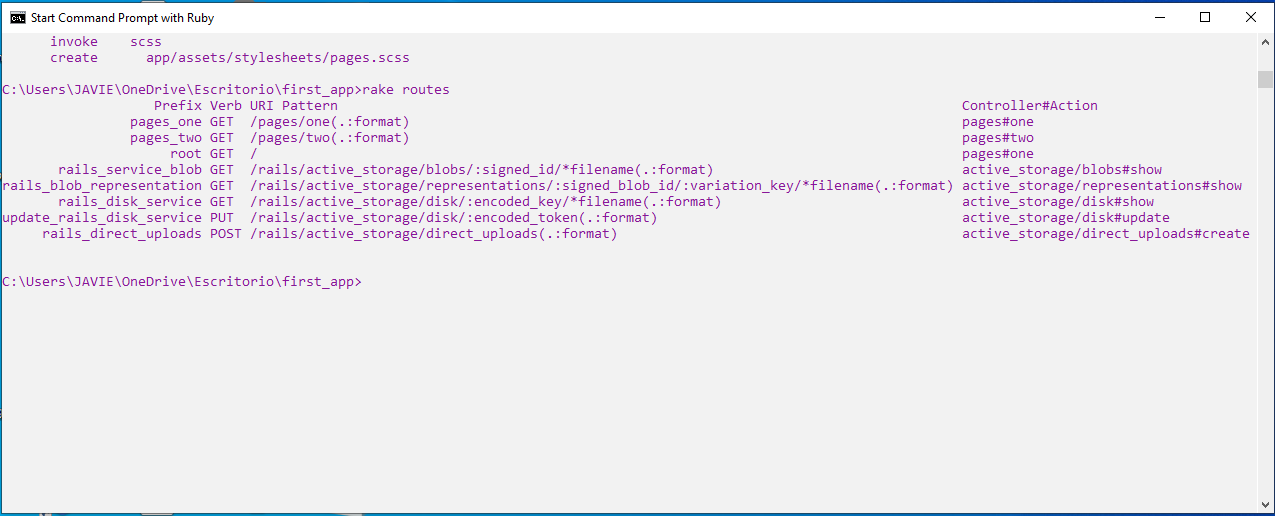 Start Command Prompt with Ruby
invoke scss
create app/assets/stylesheets/pages.scss
C:\Users\JAVIE\OneDrive\Escritorio\first_app>rake routes
Prefix Verb URI Pattern Controller#Action
pages_one GET /pages/one(.:format) pages#one
pages_two GET /pages/two(.:format) pages#two
root GET / pages#one
rails_service_blob GET /rails/active_storage/blobs/:signed_id/*filename(.:format) active_storage/blobs#show
rails_blob_representation GET /rails/active_storage/representations/:signed_blob_id/:variation_key/*filename(.:format) active_storage/representations#show
rails_disk_service GET /rails/active_storage/disk/:encoded_key/*filename(.:format) active_storage/disk#show
update_rails_disk_service PUT /rails/active_storage/disk/:encoded_token(.:format) active_storage/disk#update
rails_direct_uploads POST /rails/active_storage/direct_uploads(.:format) active_storage/direct_uploads#create
C:\Users\JAVIE\OneDrive\Escritorio\first_app>